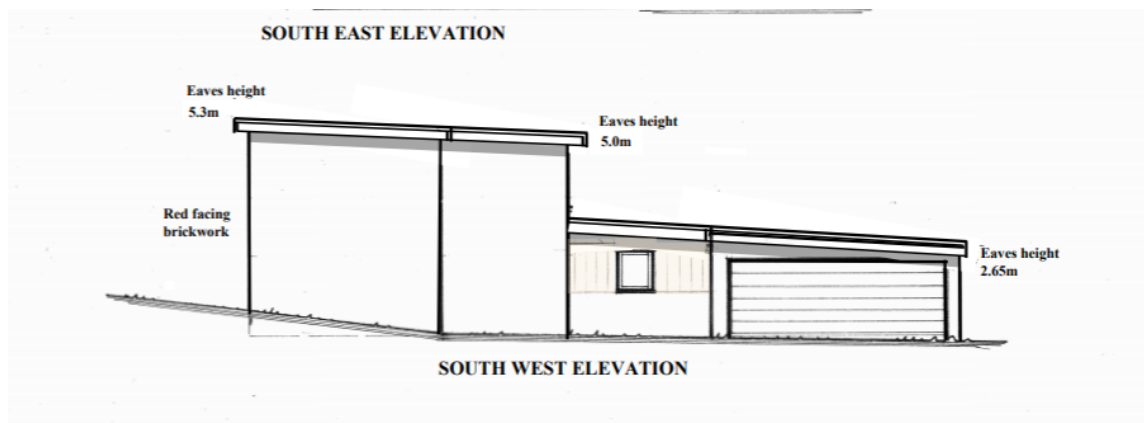 SOUTH EAST ELEVATION
Eaves height
5.3m
Eaves height
5.0m
Red facing
brickwork
Eaves height
2.65m
SOUTH WEST ELEVATION